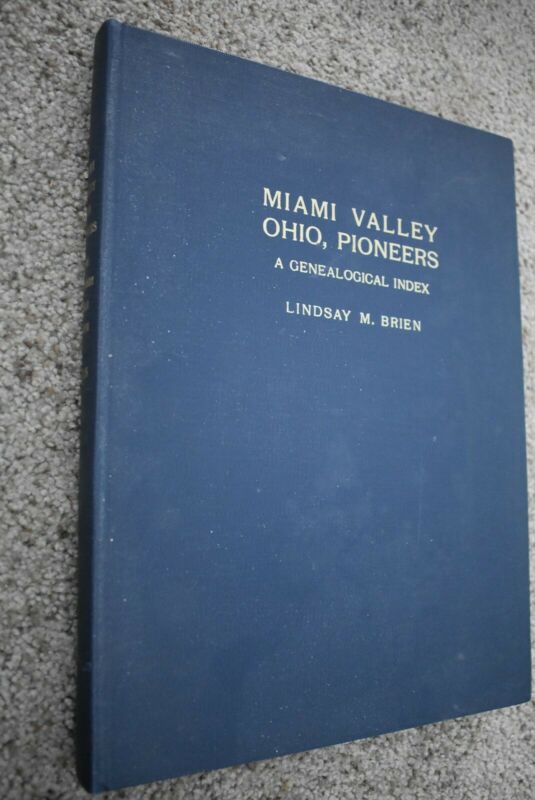 MIAMI VALLEY
OHIO, PIONEERS
A GENEALOGICAL INDEX
LINDSAY M. BRIEN